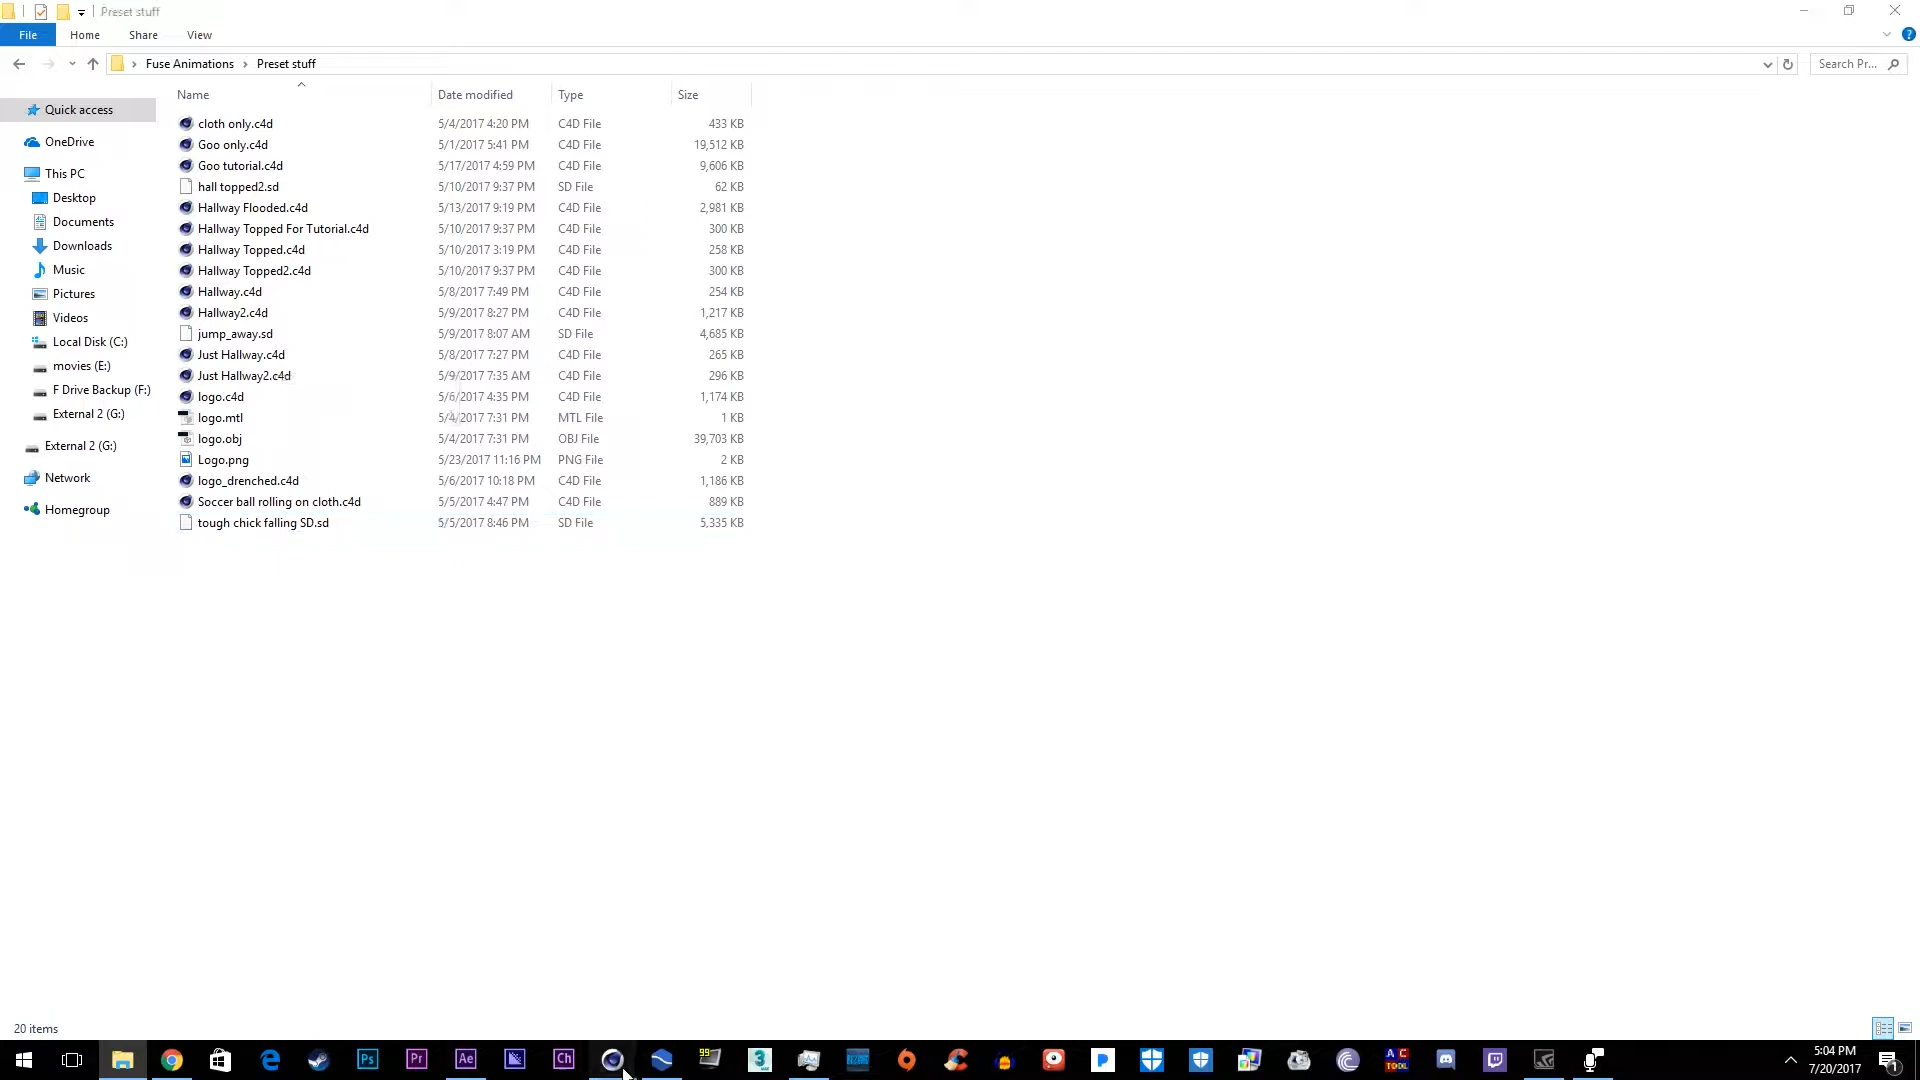 Preset stuff
File Home Share View
Fuse Animations Preset stuff Search Pr...
Name Date modified Type Size
Quick access
OneDrive
This PC
Desktop
Documents
Downloads
Music
Pictures
Videos
Local Disk (C:)
movies (E:)
F Drive Backup (F:)
External 2 (G:)
External 2 (G:)
Network
Homegroup
cloth only.c4d 5/4/2017 4:20 PM C4D File 433 KB
Goo only.c4d 5/1/2017 5:41 PM C4D File 19,512 KB
Goo tutorial.c4d 5/17/2017 4:59 PM C4D File 9,606 KB
hall topped2.sd 5/10/2017 9:37 PM SD File 62 KB
Hallway Flooded.c4d 5/13/2017 9:19 PM C4D File 2,981 KB
Hallway Topped For Tutorial.c4d 5/10/2017 9:37 PM C4D File 300 KB
Hallway Topped.c4d 5/10/2017 3:19 PM C4D File 258 KB
Hallway Topped2.c4d 5/10/2017 9:37 PM C4D File 300 KB
Hallway.c4d 5/8/2017 7:49 PM C4D File 254 KB
Hallway2.c4d 5/9/2017 8:27 PM C4D File 1,217 KB
jump_away.sd 5/9/2017 8:07 AM SD File 4,685 KB
Just Hallway.c4d 5/8/2017 7:27 PM C4D File 265 KB
Just Hallway2.c4d 5/9/2017 7:35 AM C4D File 296 KB
logo.c4d 5/6/2017 4:35 PM C4D File 1,174 KB
logo.mtl 5/4/2017 7:31 PM MTL File 1 KB
logo.obj 5/4/2017 7:31 PM OBJ File 39,703 KB
Logo.png 5/23/2017 11:16 PM PNG File 2 KB
logo_drenched.c4d 5/6/2017 10:18 PM C4D File 1,186 KB
Soccer ball rolling on cloth.c4d 5/5/2017 4:47 PM C4D File 889 KB
tough chick falling SD.sd 5/5/2017 8:46 PM SD File 5,335 KB
20 items
Ps Pr Ae Ch 99 3 P AC TOOL
5:04 PM
7/20/2017
1